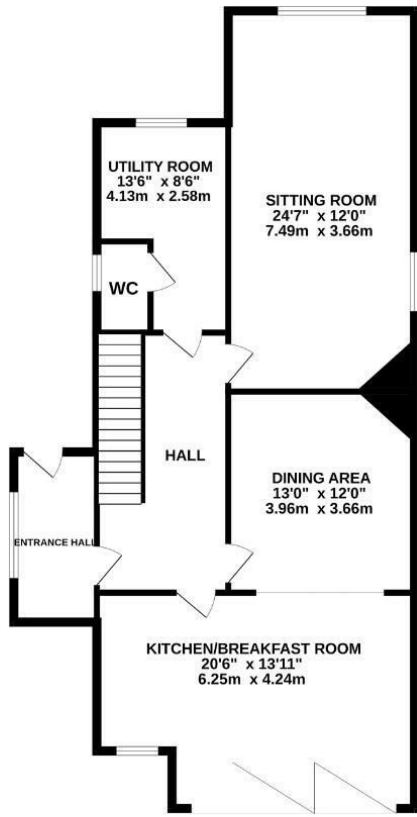 UTILITY ROOM
13'6" x 8'6"
4.13m x 2.58m
SITTING ROOM
24'7" x 12'0"
7.49m x 3.66m
WC
HALL
DINING AREA
13'0" x 12'0"
3.96m x 3.66m
ENTRANCE HALL
KITCHEN/BREAKFAST ROOM
20'6" x 13'11"
6.25m x 4.24m